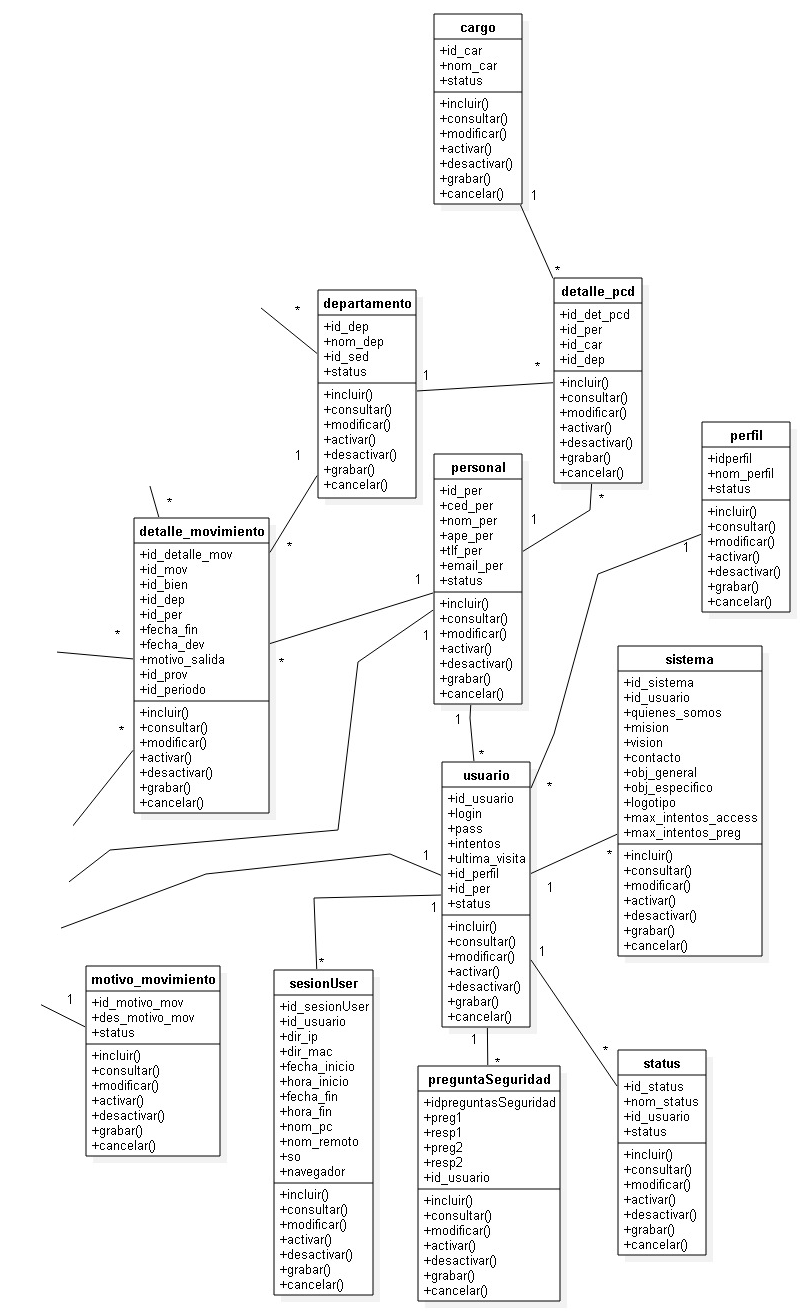 cargo
+id_car
+nom_car
+status
+incluir()
+consultar()
+modificar()
+activar()
+desactivar()
+grabar()
+cancelar()
1
*
detalle_pcd
+id_det_pcd
+id_per
+id_car
+id_dep
+incluir()
+consultar()
+modificar()
+activar()
+desactivar()
+grabar()
+cancelar()
*
departamento
+id_dep
+nom_dep
+id_sed
+status
+incluir()
+consultar()
+modificar()
+activar()
+desactivar()
+grabar()
+cancelar()
1
*
1
*
perfil
+idperfil
+nom_perfil
+status
+incluir()
+consultar()
+modificar()
+activar()
+desactivar()
+grabar()
+cancelar()
1
*
personal
+id_per
+ced_per
+nom_per
+ape_per
+tlf_per
+email_per
+status
+incluir()
+consultar()
+modificar()
+activar()
+desactivar()
+grabar()
+cancelar()
1
*
1
*
1
1
*
*
detalle_movimiento
+id_detalle_mov
+id_mov
+id_bien
+id_dep
+id_per
+fecha_fin
+fecha_dev
+motivo_salida
+id_prov
+id_periodo
+incluir()
+consultar()
+modificar()
+activar()
+desactivar()
+grabar()
+cancelar()
*
*
sistema
+id_sistema
+id_usuario
+quienes_somos
+mision
+vision
+contacto
+obj_general
+obj_especifico
+logotipo
+max_intentos_access
+max_intentos_preg
+incluir()
+consultar()
+modificar()
+activar()
+desactivar()
+grabar()
+cancelar()
*
1
usuario
+id_usuario
+login
+pass
+intentos
+ultima_visita
+id_perfil
+id_per
+status
+incluir()
+consultar()
+modificar()
+activar()
+desactivar()
+grabar()
+cancelar()
1
1
*
1
*
1
*
motivo_movimiento
+id_motivo_mov
+des_motivo_mov
+status
+incluir()
+consultar()
+modificar()
+activar()
+desactivar()
+grabar()
+cancelar()
1
sesionUser
+id_sesionUser
+id_usuario
+dir_ip
+dir_mac
+fecha_inicio
+hora_inicio
+fecha_fin
+hora_fin
+nom_pc
+nom_remoto
+so
+navegador
+incluir()
+consultar()
+modificar()
+activar()
+desactivar()
+grabar()
+cancelar()
preguntaSeguridad
+idpreguntasSeguridad
+preg1
+resp1
+preg2
+resp2
+id_usuario
+incluir()
+consultar()
+modificar()
+activar()
+desactivar()
+grabar()
+cancelar()
status
+id_status
+nom_status
+id_usuario
+status
+incluir()
+consultar()
+modificar()
+activar()
+desactivar()
+grabar()
+cancelar()